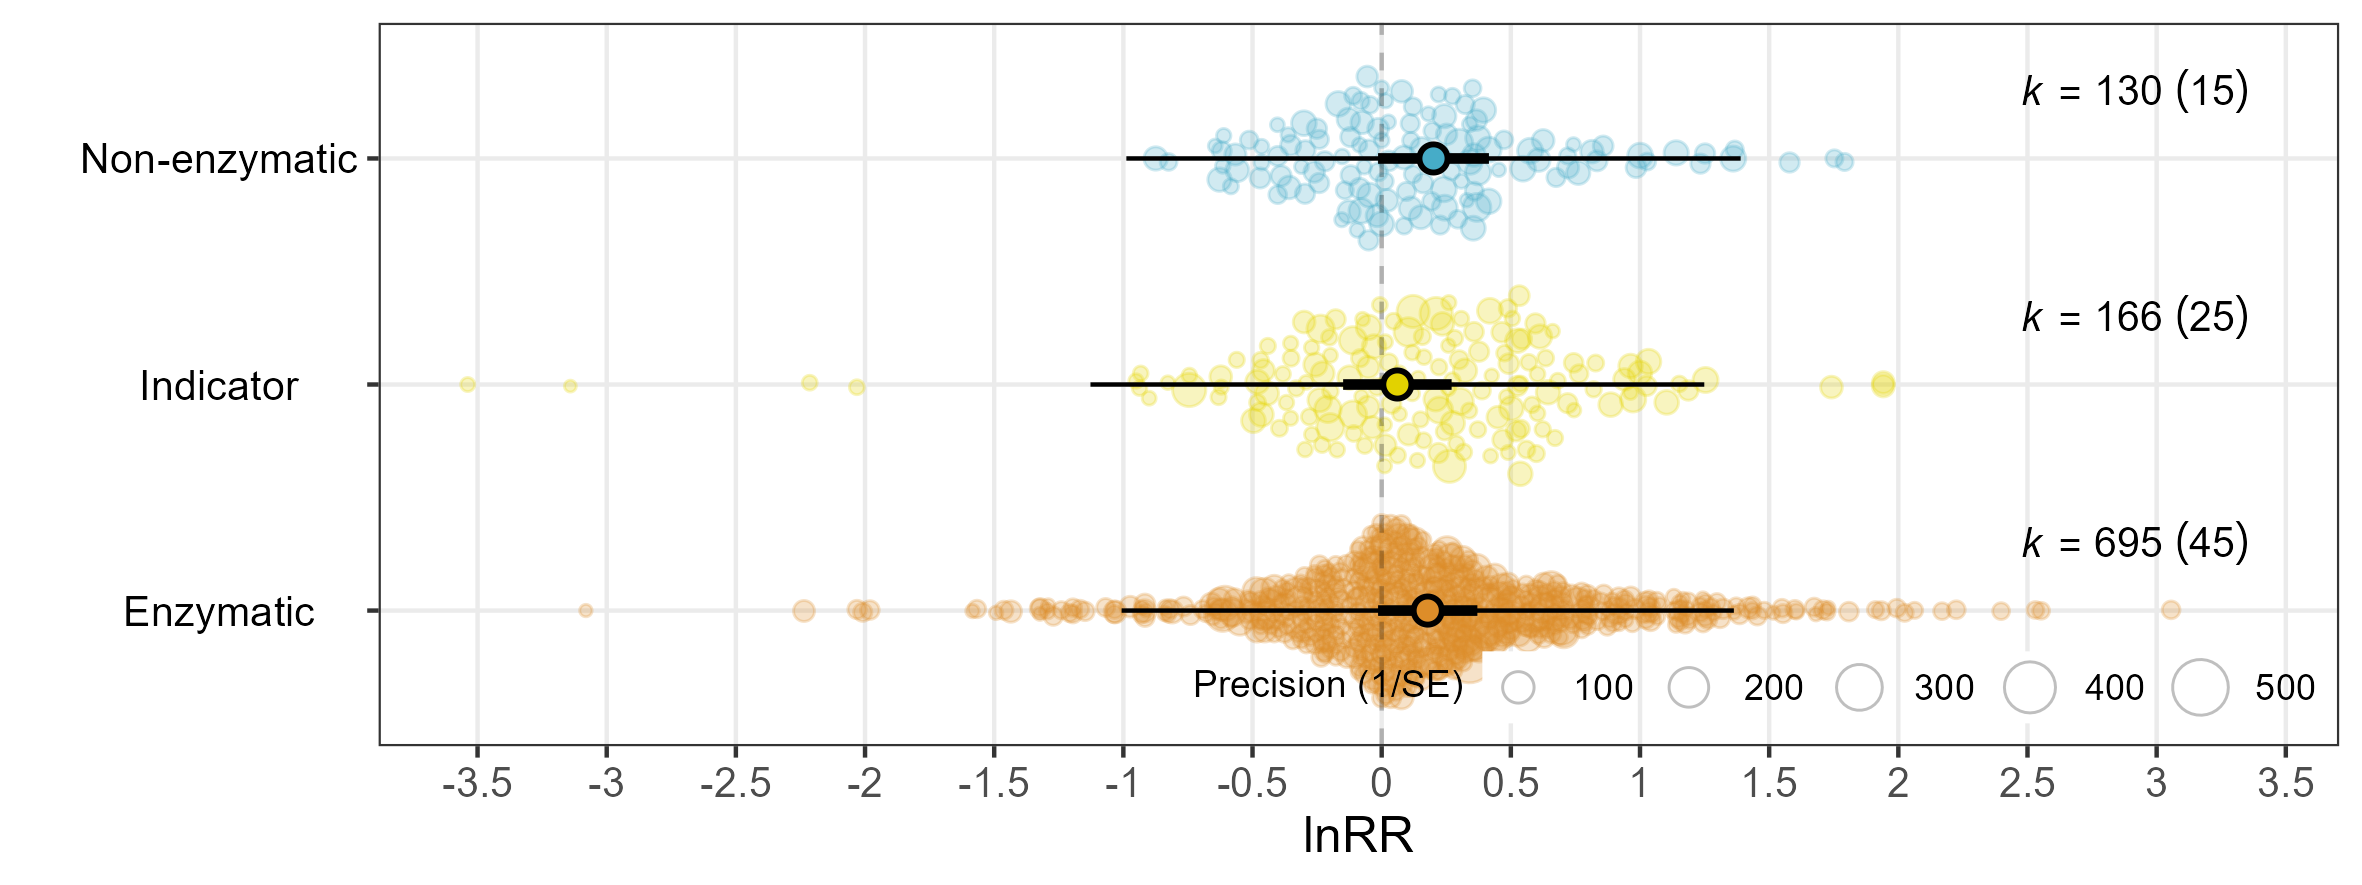 Non-enzymatic
k = 130 (15)
Indicator
k = 166 (25)
Enzymatic
k = 695 (45)
Precision (1/SE) 100 200 300 400 500
-3.5 -3 -2.5 -2 -1.5 -1 -0.5 0 0.5 1 1.5 2 2.5 3 3.5
lnRR